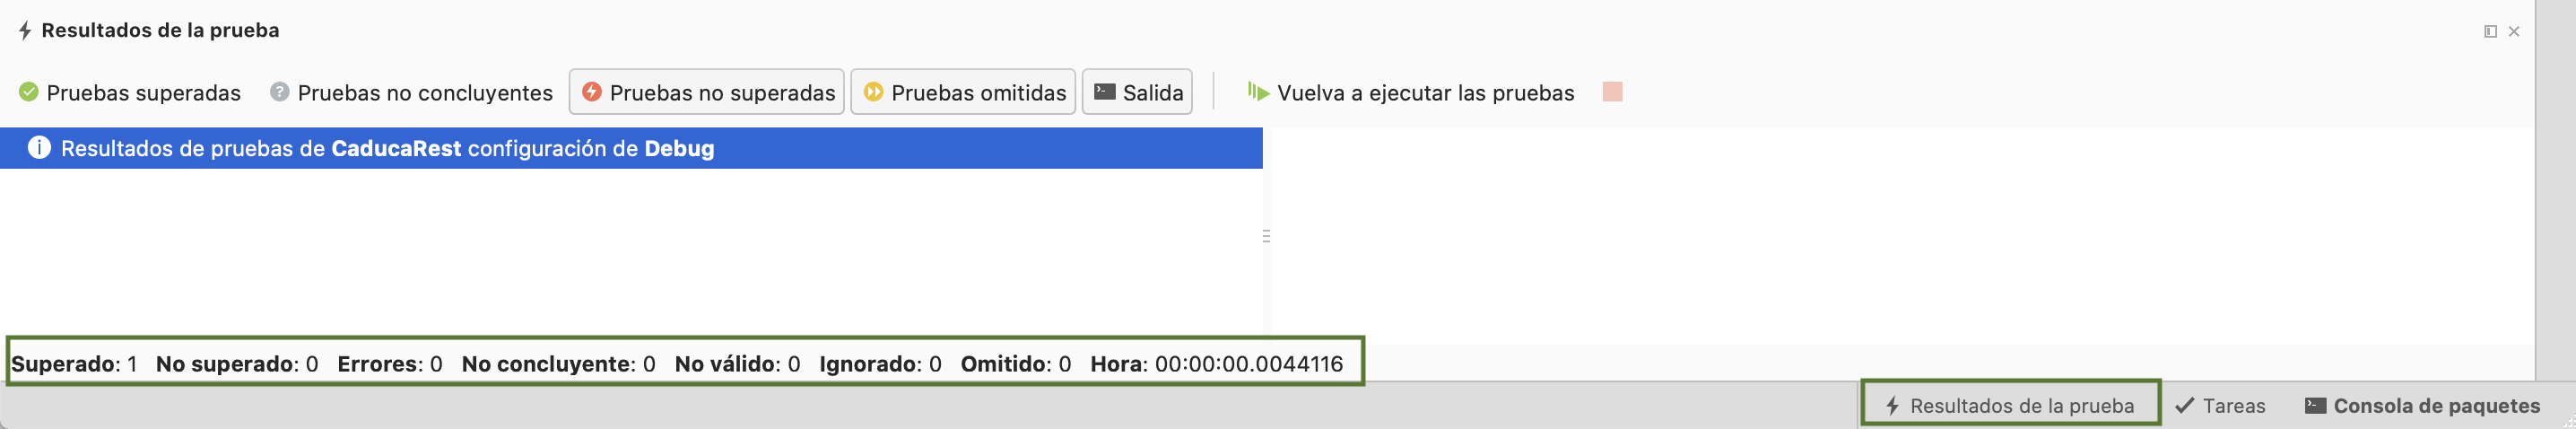 Resultados de la prueba
Pruebas superadas Pruebas no concluyentes Pruebas no superadas Pruebas omitidas Salida Vuelva a ejecutar las pruebas
Resultados de pruebas de CaducaRest configuración de Debug
Superado: 1 No superado: 0 Errores: 0 No concluyente: 0 No válido: 0 Ignorado: 0 Omitido: 0 Hora: 00:00:00.0044116
Resultados de la prueba Tareas Consola de paquetes